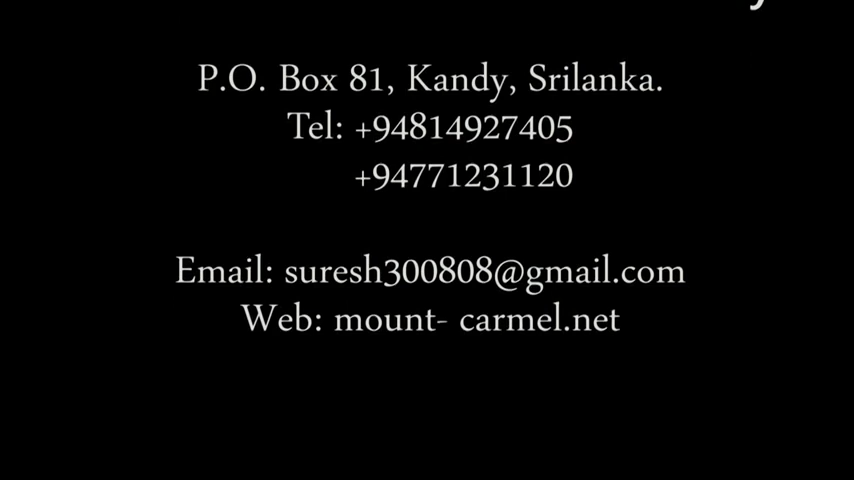 P.O. Box 81, Kandy, Srilanka.
Tel: +94814927405
+94771231120
Email: suresh300808@gmail.com
Web: mount- carmel.net